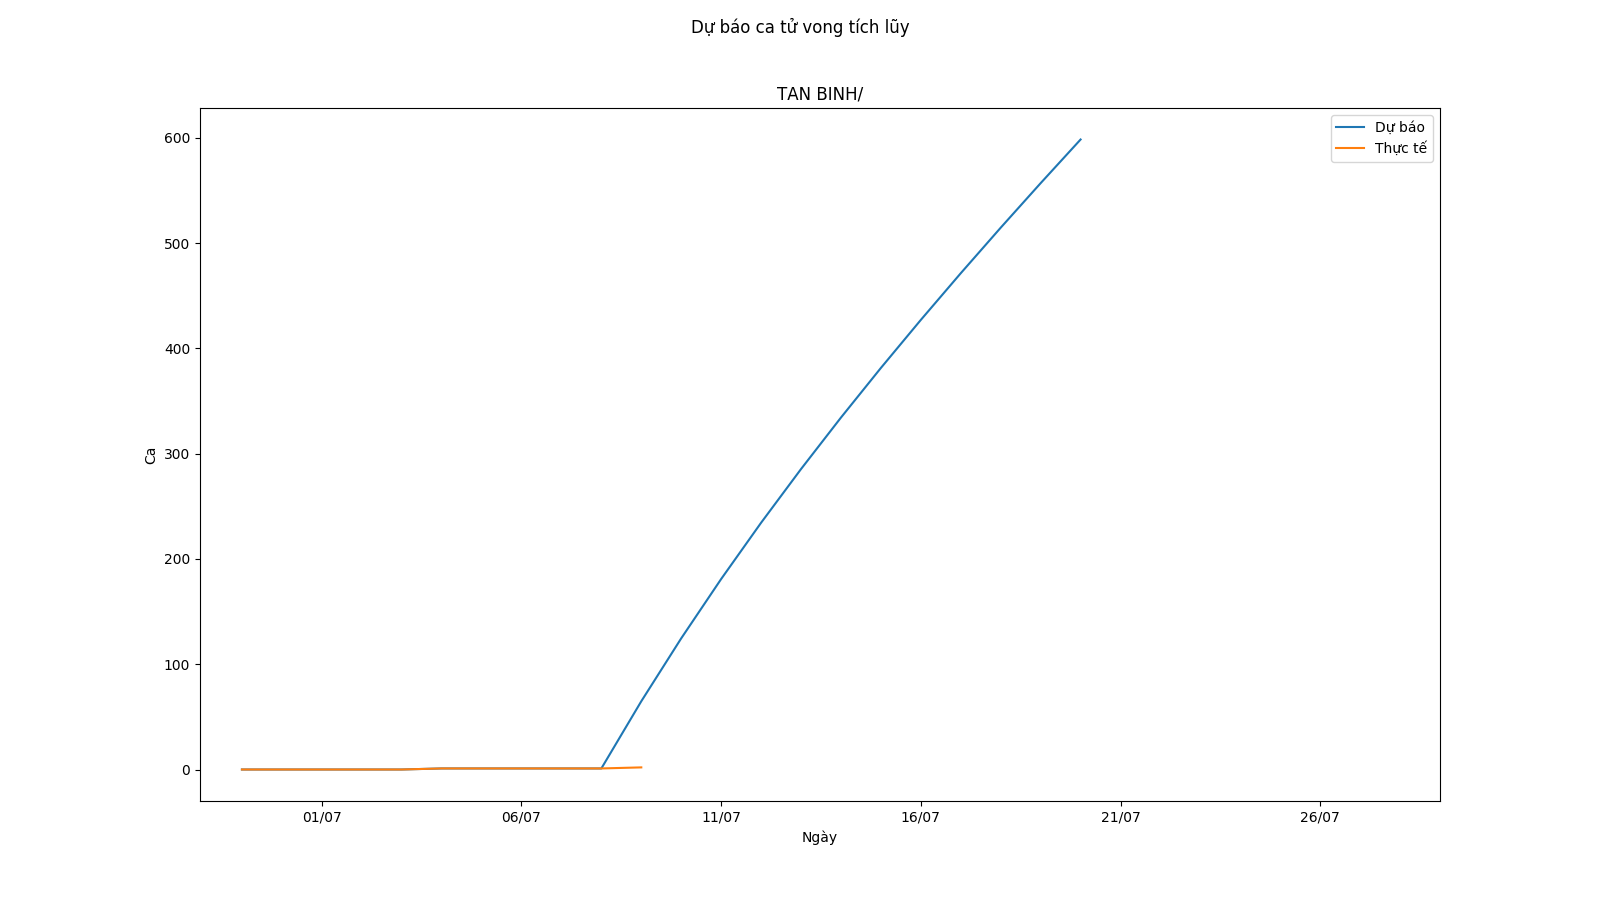 Dự báo ca tử vong tích lũy
TAN BINH/
Dự báo
Thực tế
600
500
400
300
200
100
0
Ca
01/07 06/07 11/07 16/07 21/07 26/07
Ngày